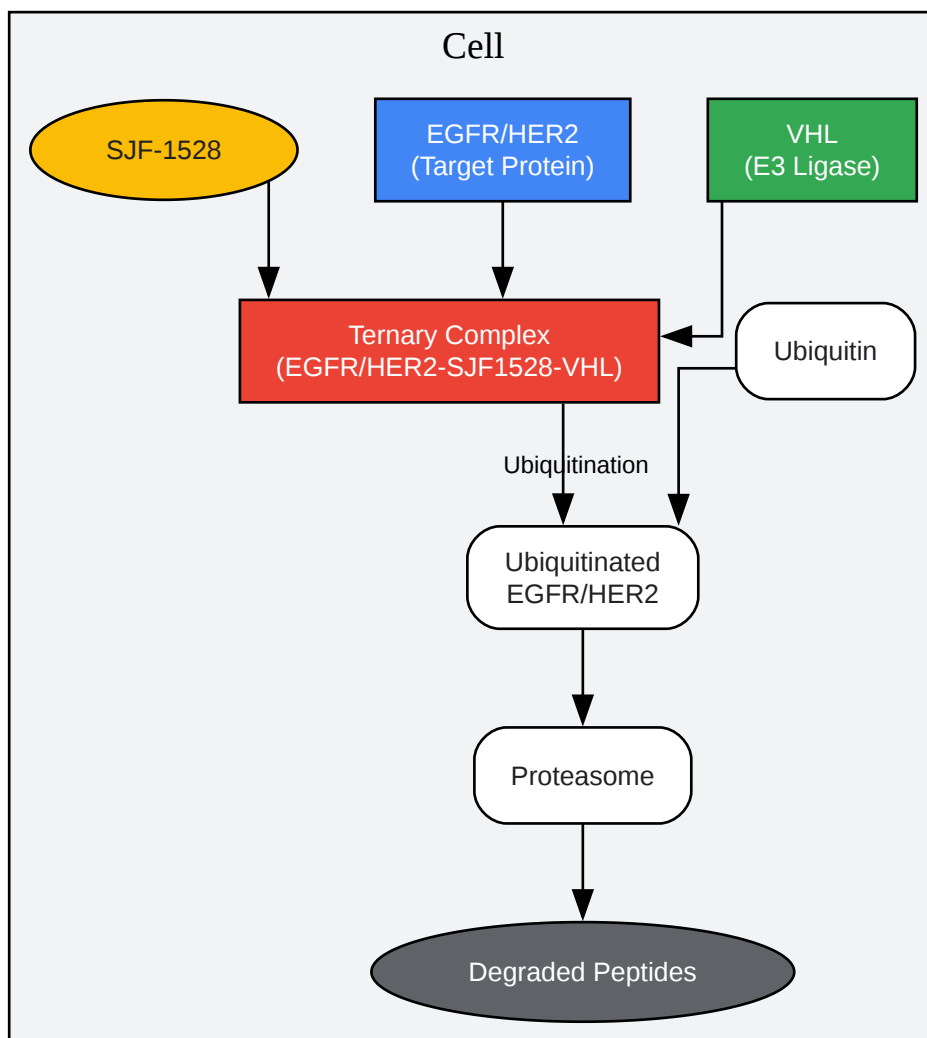 Cell
SJF-1528
EGFR/HER2
(Target Protein)
VHL
(E3 Ligase)
Ternary Complex
(EGFR/HER2-SJF1528-VHL)
Ubiquitin
Ubiquitination
Ubiquitinated
EGFR/HER2
Proteasome
Degraded Peptides